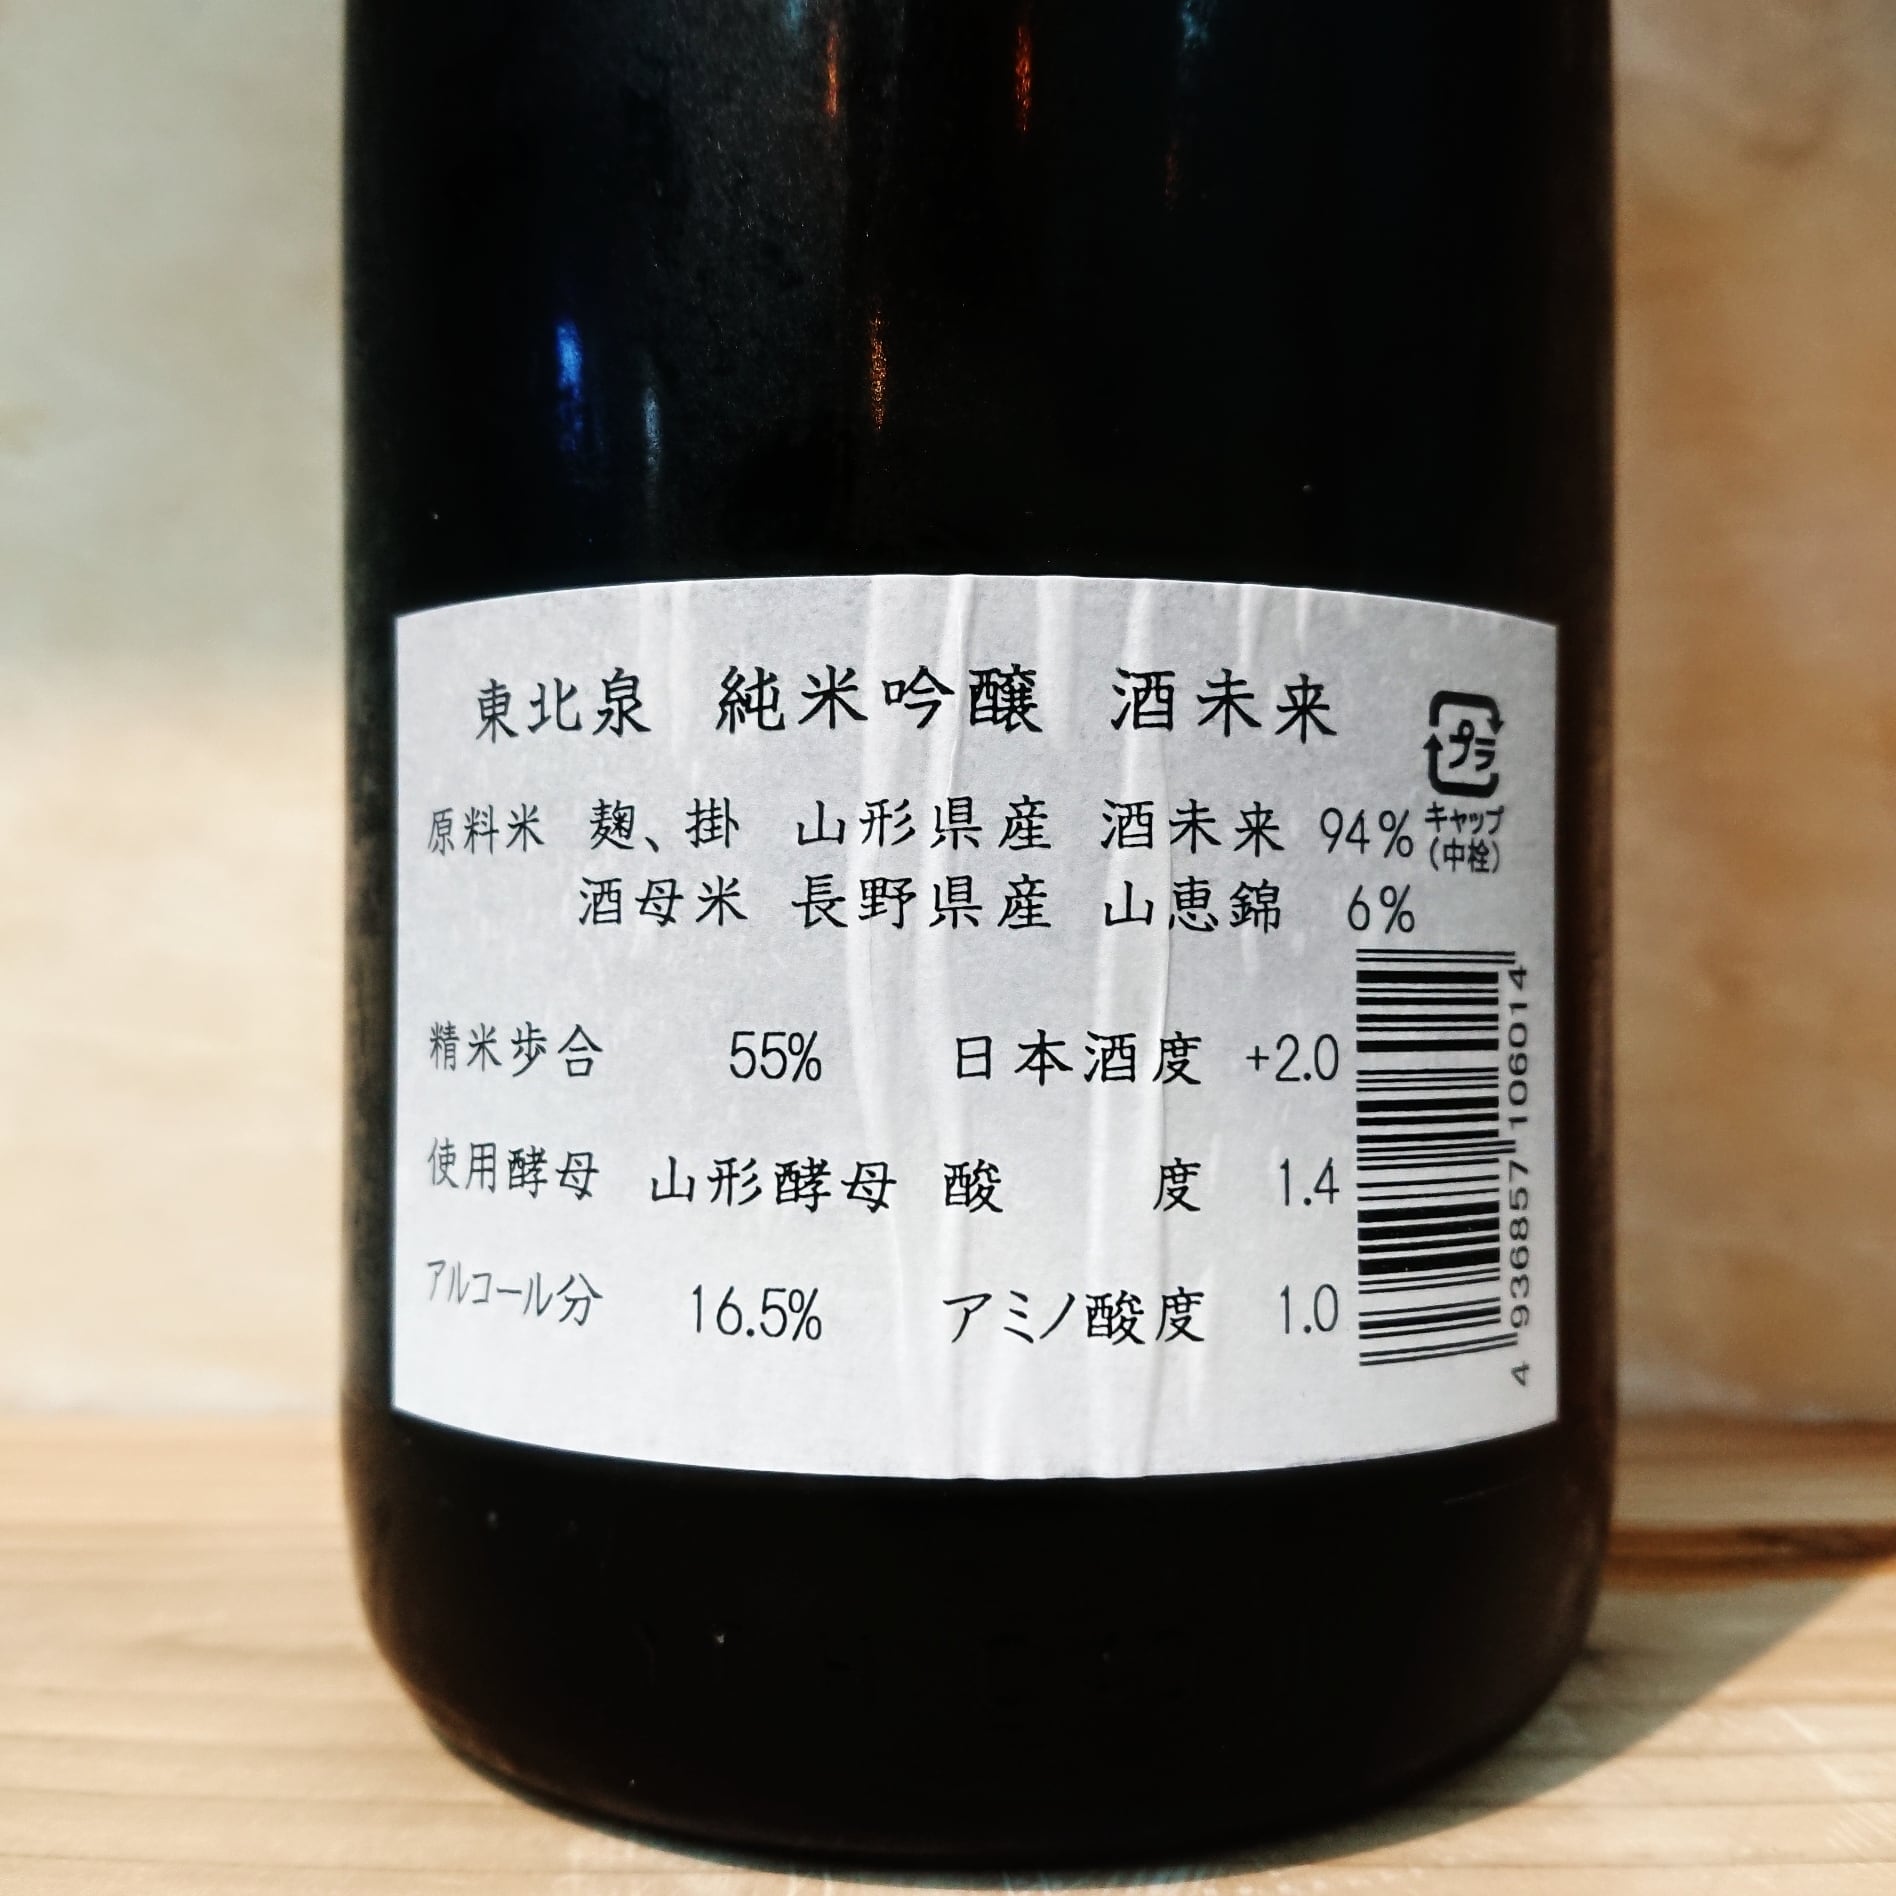 東北泉 純米吟醸 酒未来
プラ
キャップ
(中栓)
原料米 麹、掛 山形県産 酒未来 94%
酒母米 長野県産 山恵錦 6%
精米歩合 55% 日本酒度 +2.0
使用酵母 山形酵母 酸度 1.4
アルコール分 16.5% アミノ酸度 1.0
4 936857 106014